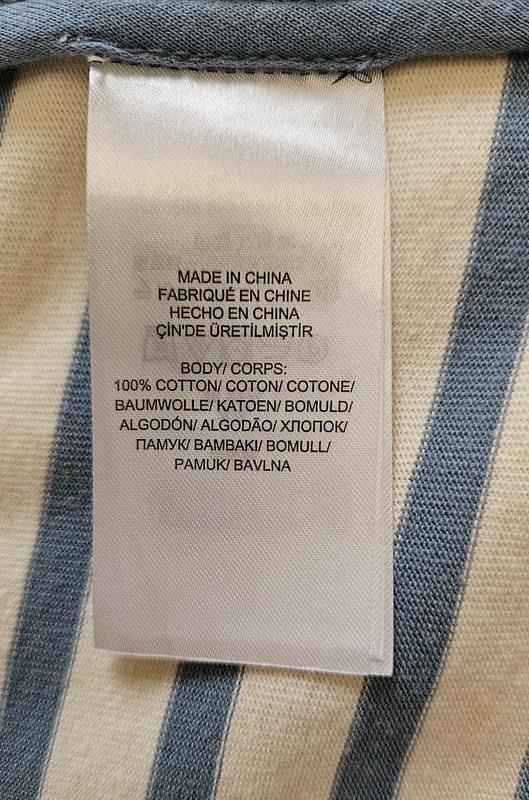 MADE IN CHINA
FABRIQUÉ EN CHINE
HECHO EN CHINA
ÇİN'DE ÜRETİLMİŞTİR
BODY/ CORPS:
100% COTTON/ COTON/ COTONE/
BAUMWOLLE/ KATOEN/ BOMULD/
ALGODÓN/ ALGODÃO/ ХЛОПОК/
ПАМУК/ BAMBAKI/ BOMULL/
PAMUK/ BAVLNA